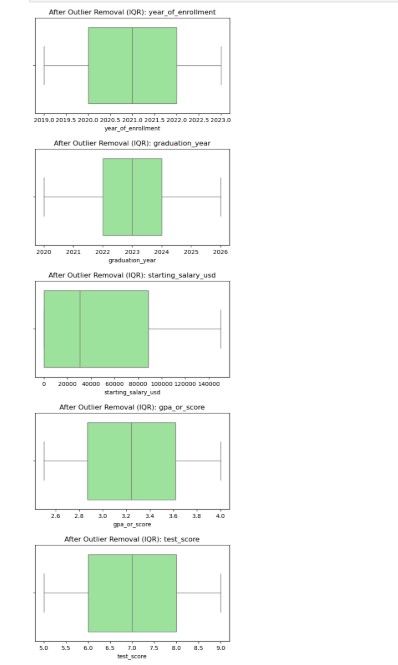 After Outlier Removal (IQR): year_of_enrollment
2019.0 2019.5 2020.0 2020.5 2021.0 2021.5 2022.0 2022.5 2023.0
year_of_enrollment
After Outlier Removal (IQR): graduation_year
2020 2021 2022 2023 2024 2025 2026
graduation_year
After Outlier Removal (IQR): starting_salary_usd
0 20000 40000 60000 80000 100000 120000 140000
starting_salary_usd
After Outlier Removal (IQR): gpa_or_score
2.6 2.8 3.0 3.2 3.4 3.6 3.8 4.0
gpa_or_score
After Outlier Removal (IQR): test_score
5.0 5.5 6.0 6.5 7.0 7.5 8.0 8.5 9.0
test_score